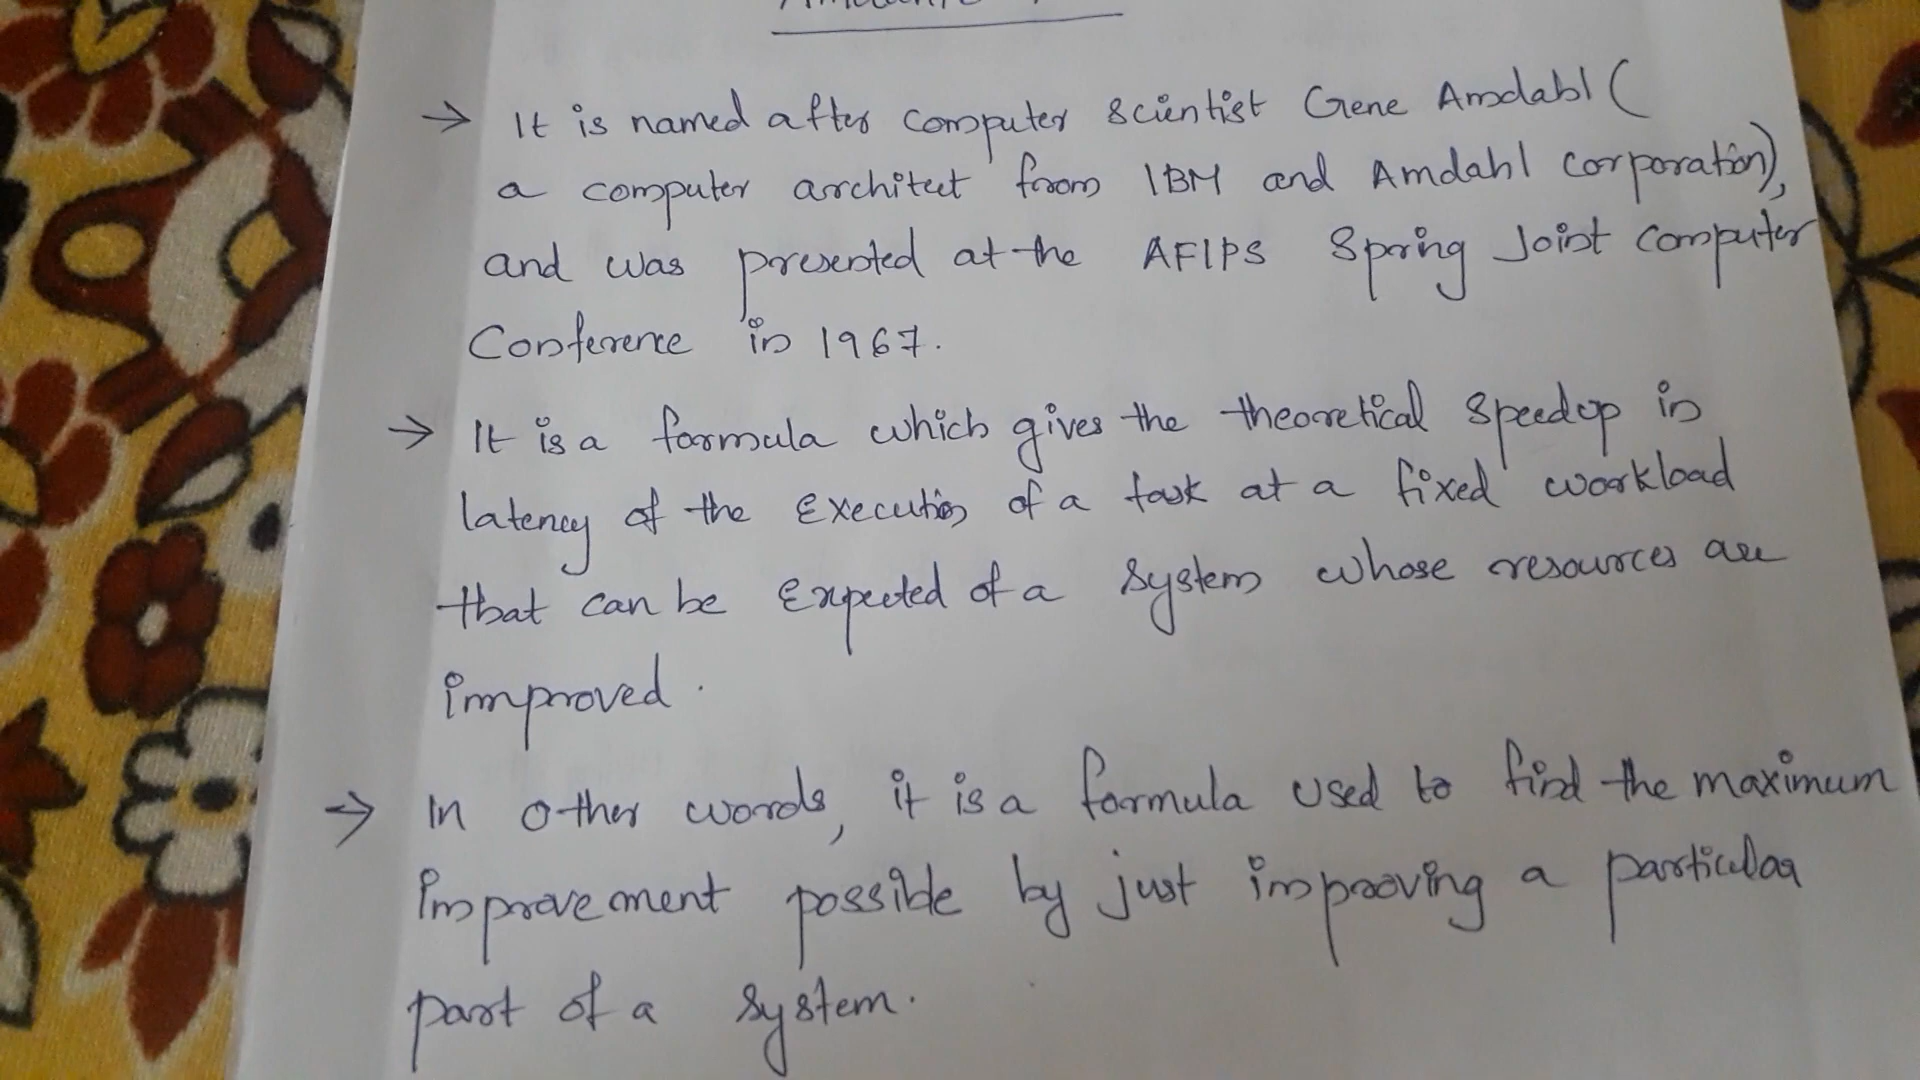 → It is named after computer scientist Gene Amdahl (
a computer architect from IBM and Amdahl corporation),
and was presented at the AFIPS Spring Joint Computer
Conference in 1967.
→ It is a formula which gives the theoretical speedup in
latency of the execution of a task at a fixed workload
that can be expected of a system whose resources are
improved.
→ In other words, it is a formula used to find the maximum
improvement possible by just improving a particular
part of a system.